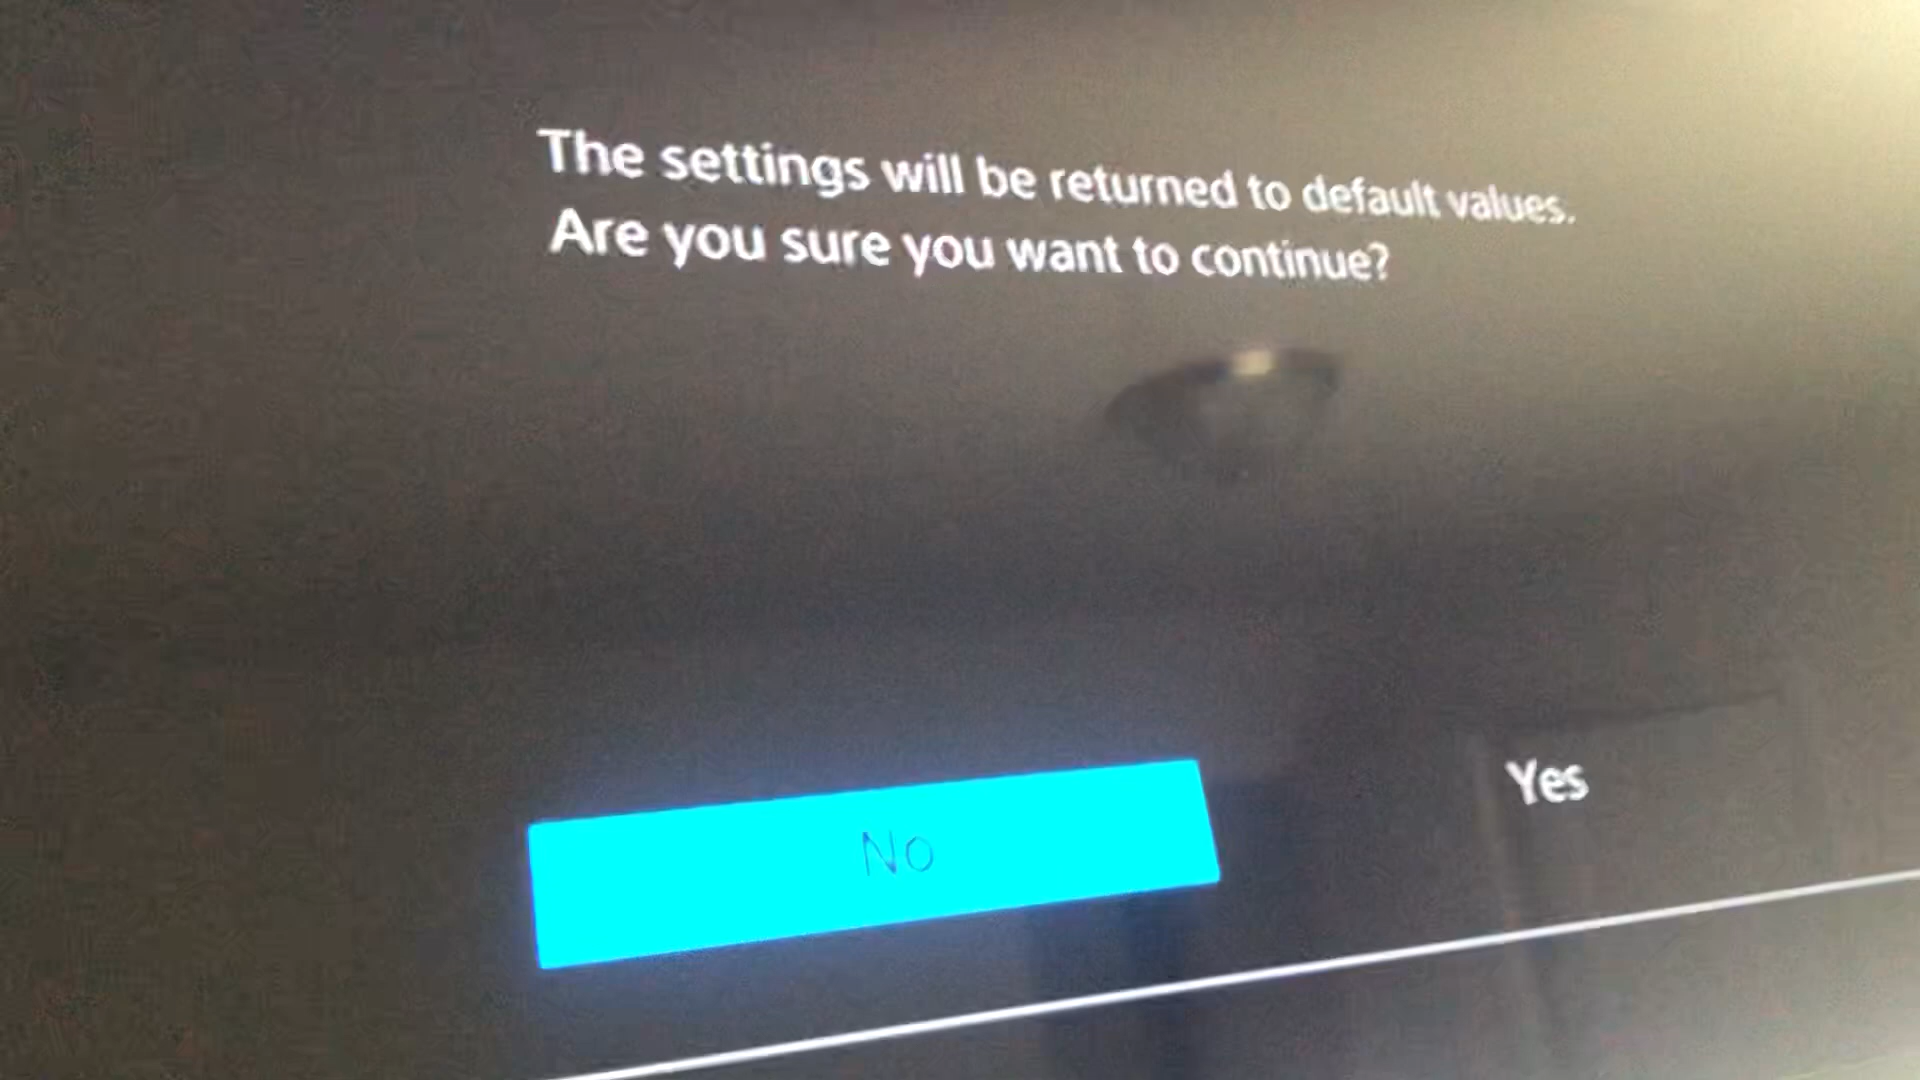 The settings will be returned to default values.
Are you sure you want to continue?
No
Yes